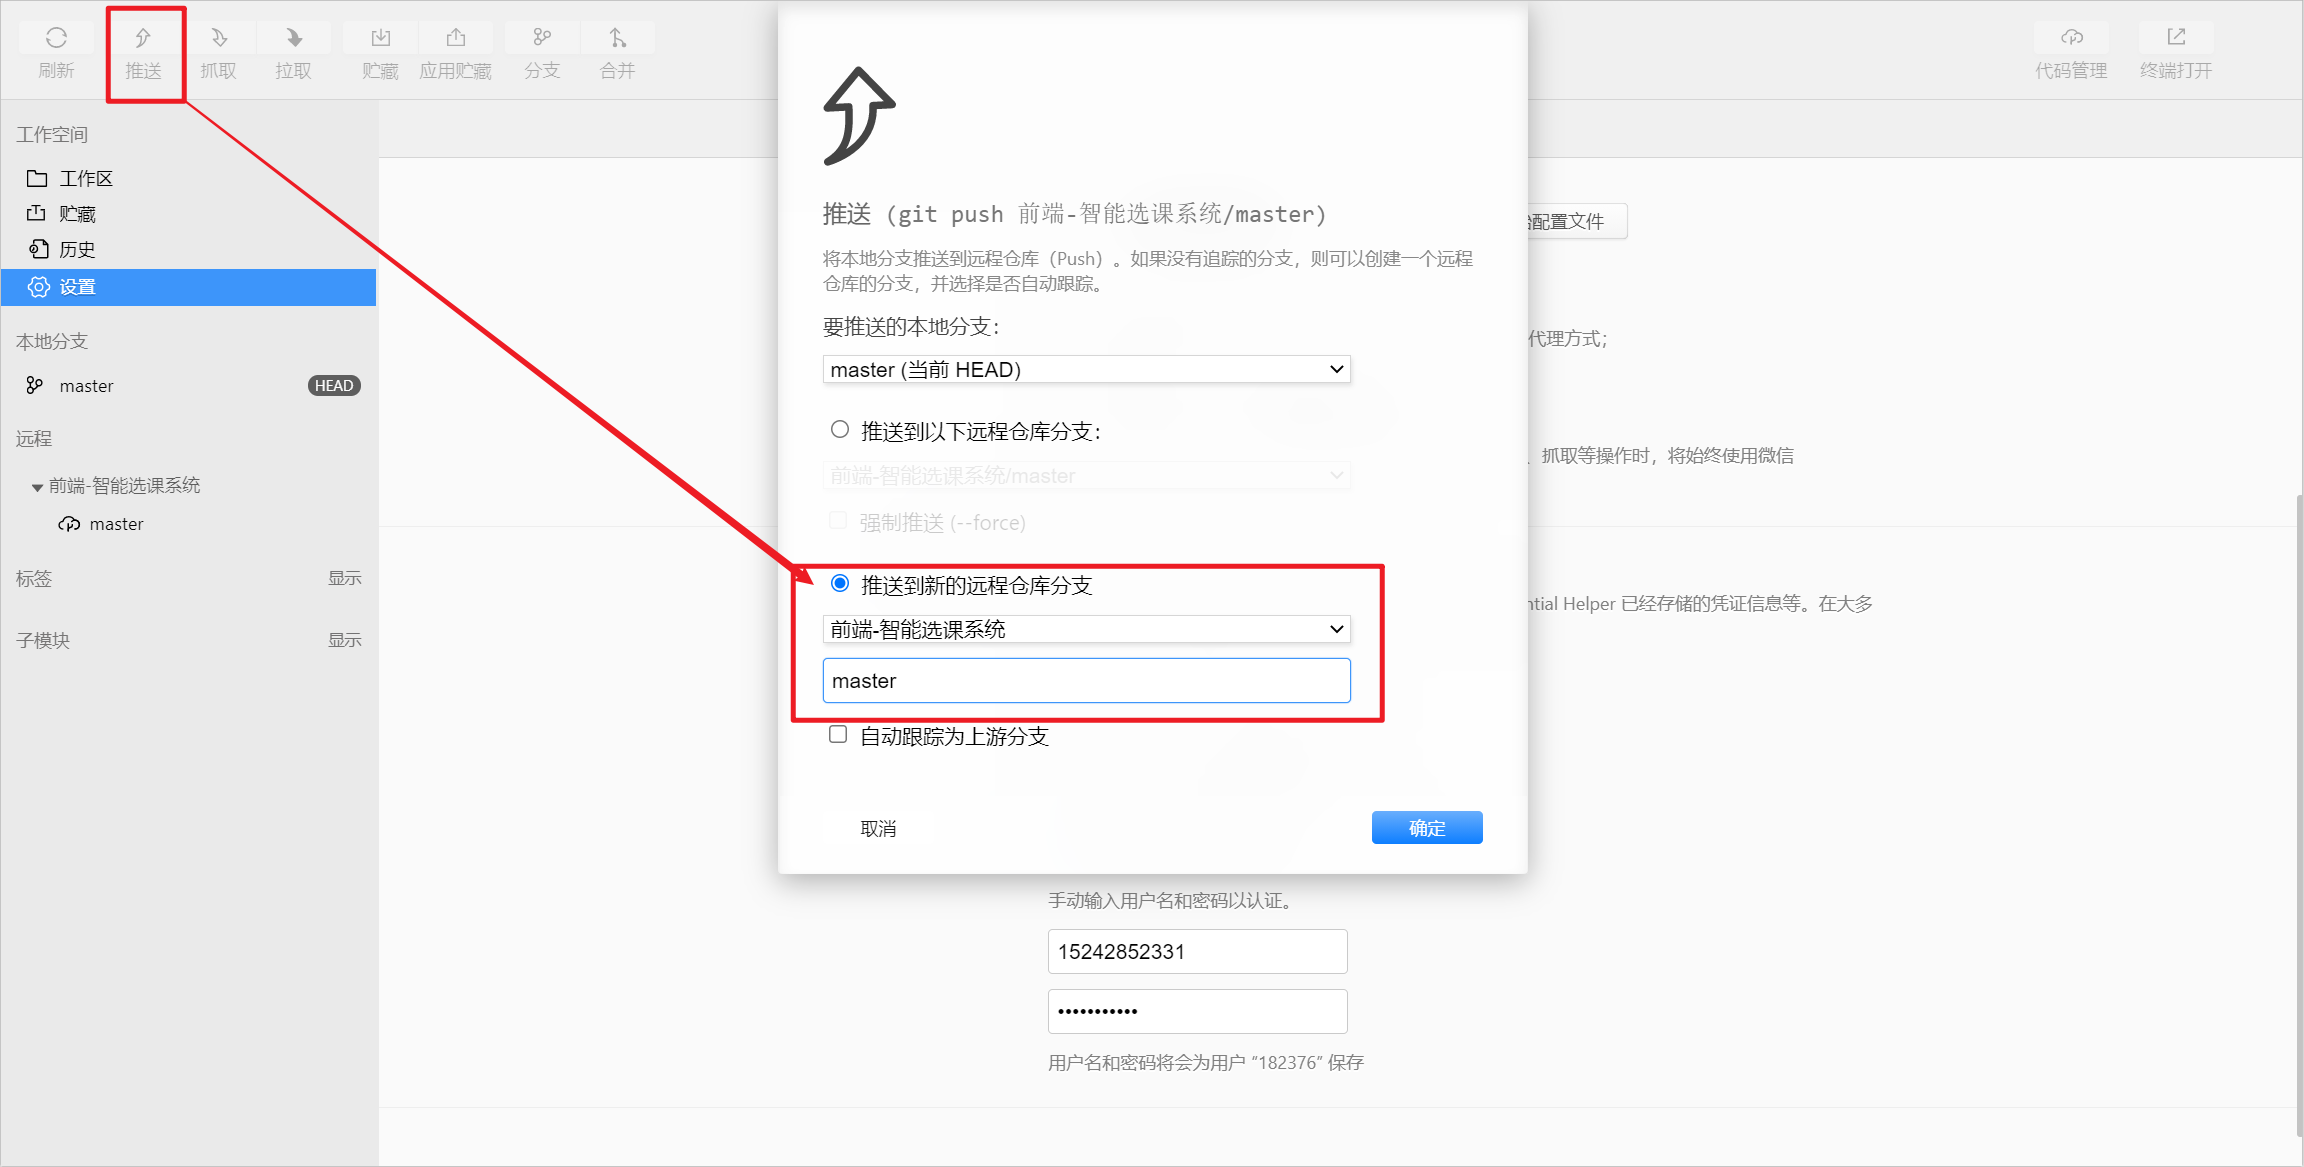 刷新
推送
抓取
拉取
贮藏
应用贮藏
分支
合并
代码管理
终端打开
工作空间
工作区
贮藏
历史
设置
本地分支
master
HEAD
远程
前端-智能选课系统
master
标签
显示
子模块
显示
推送 (git push 前端-智能选课系统/master)
将本地分支推送到远程仓库（Push）。如果没有追踪的分支，则可以创建一个远程
仓库的分支，并选择是否自动跟踪。
要推送的本地分支：
master (当前 HEAD)
推送到以下远程仓库分支：
前端-智能选课系统/master
强制推送 (--force)
推送到新的远程仓库分支
前端-智能选课系统
master
自动跟踪为上游分支
取消
确定
配置文件
代理方式；
、抓取等操作时，将始终使用微信
ntial Helper 已经存储的凭证信息等。在大多
手动输入用户名和密码以认证。
15242852331
•••••••••••
用户名和密码将会为用户 “182376” 保存